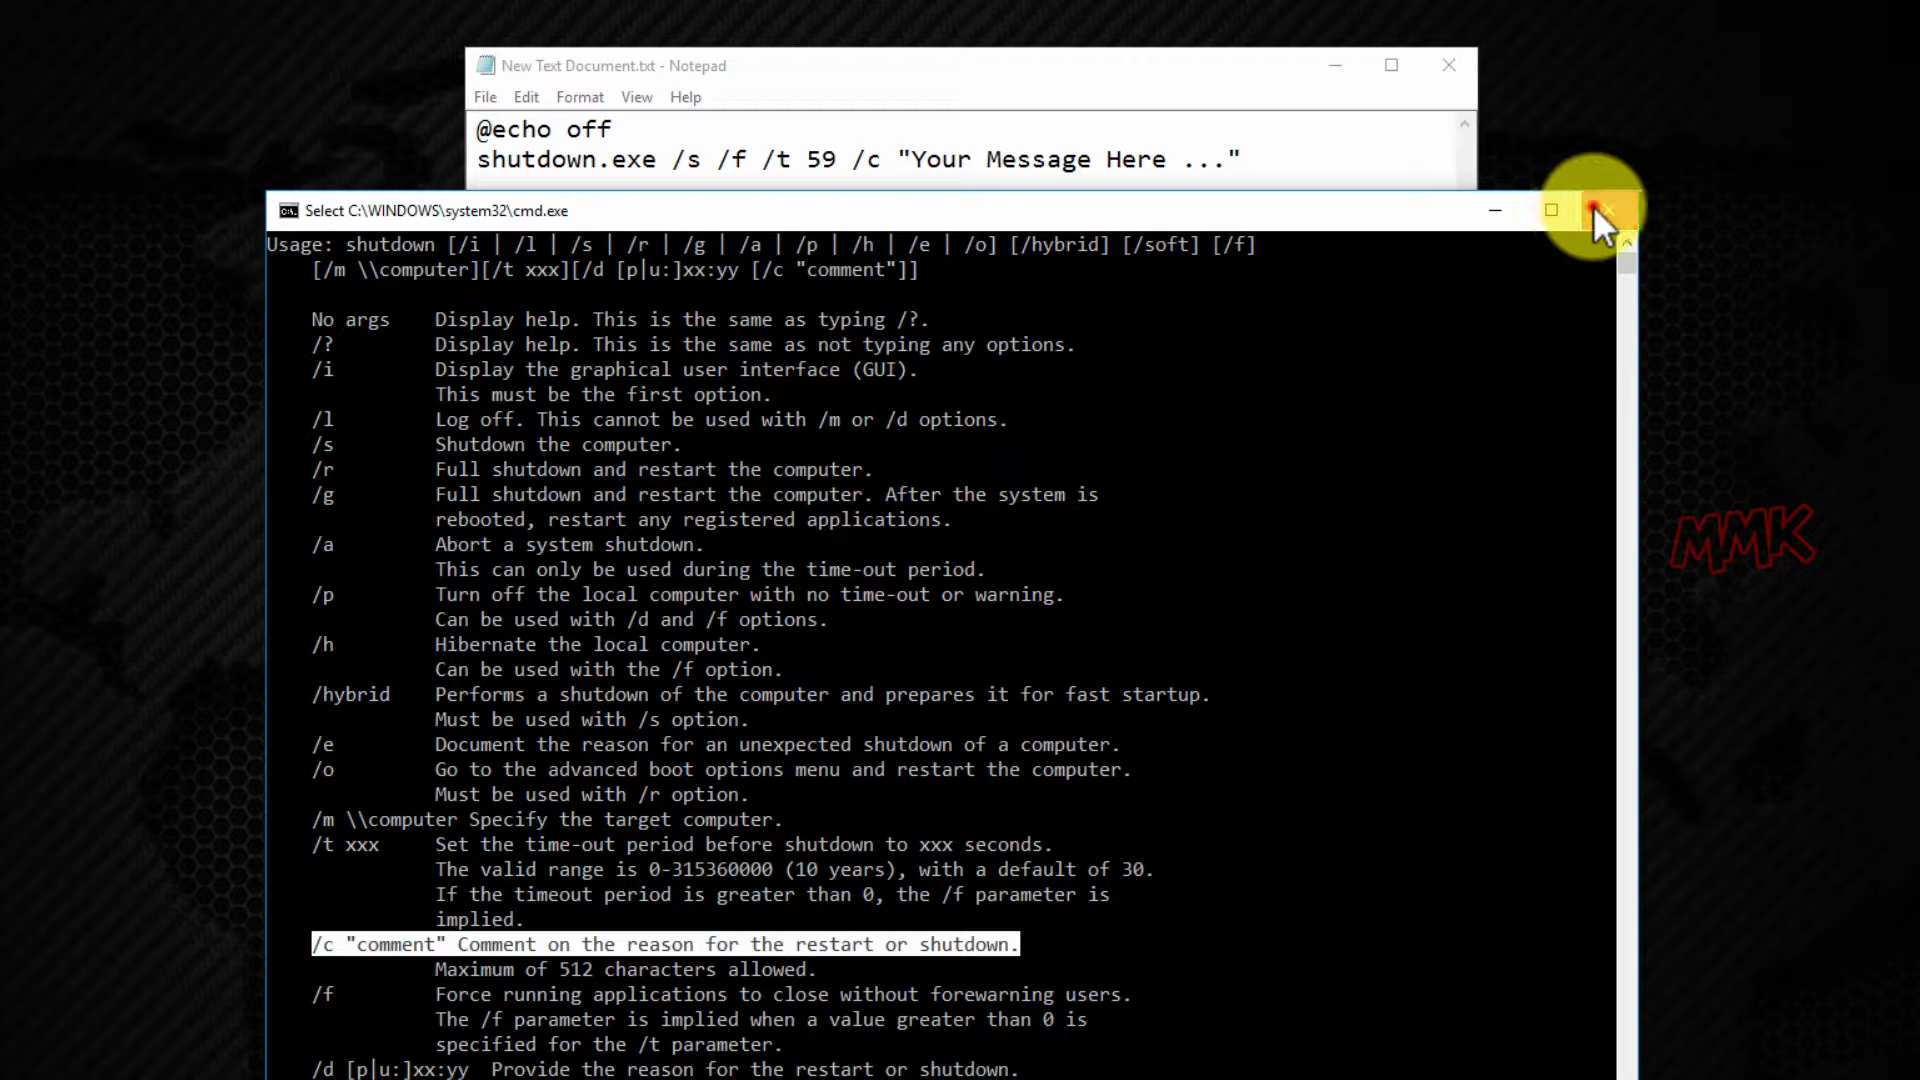 New Text Document.txt - Notepad
File Edit Format View Help
@echo off
shutdown.exe /s /f /t 59 /c "Your Message Here ..."
Select C:\WINDOWS\system32\cmd.exe
Usage: shutdown [/i | /l | /s | /r | /g | /a | /p | /h | /e | /o] [/hybrid] [/soft] [/f]
[/m \\computer][/t xxx][/d [p|u:]xx:yy [/c "comment"]]
No args Display help. This is the same as typing /?.
/? Display help. This is the same as not typing any options.
/i Display the graphical user interface (GUI).
This must be the first option.
/l Log off. This cannot be used with /m or /d options.
/s Shutdown the computer.
/r Full shutdown and restart the computer.
/g Full shutdown and restart the computer. After the system is
rebooted, restart any registered applications.
/a Abort a system shutdown.
This can only be used during the time-out period.
/p Turn off the local computer with no time-out or warning.
Can be used with /d and /f options.
/h Hibernate the local computer.
Can be used with the /f option.
/hybrid Performs a shutdown of the computer and prepares it for fast startup.
Must be used with /s option.
/e Document the reason for an unexpected shutdown of a computer.
/o Go to the advanced boot options menu and restart the computer.
Must be used with /r option.
/m \\computer Specify the target computer.
/t xxx Set the time-out period before shutdown to xxx seconds.
The valid range is 0-315360000 (10 years), with a default of 30.
If the timeout period is greater than 0, the /f parameter is
implied.
/c "comment" Comment on the reason for the restart or shutdown.
Maximum of 512 characters allowed.
/f Force running applications to close without forewarning users.
The /f parameter is implied when a value greater than 0 is
specified for the /t parameter.
/d [p|u:]xx:yy Provide the reason for the restart or shutdown.
MMK